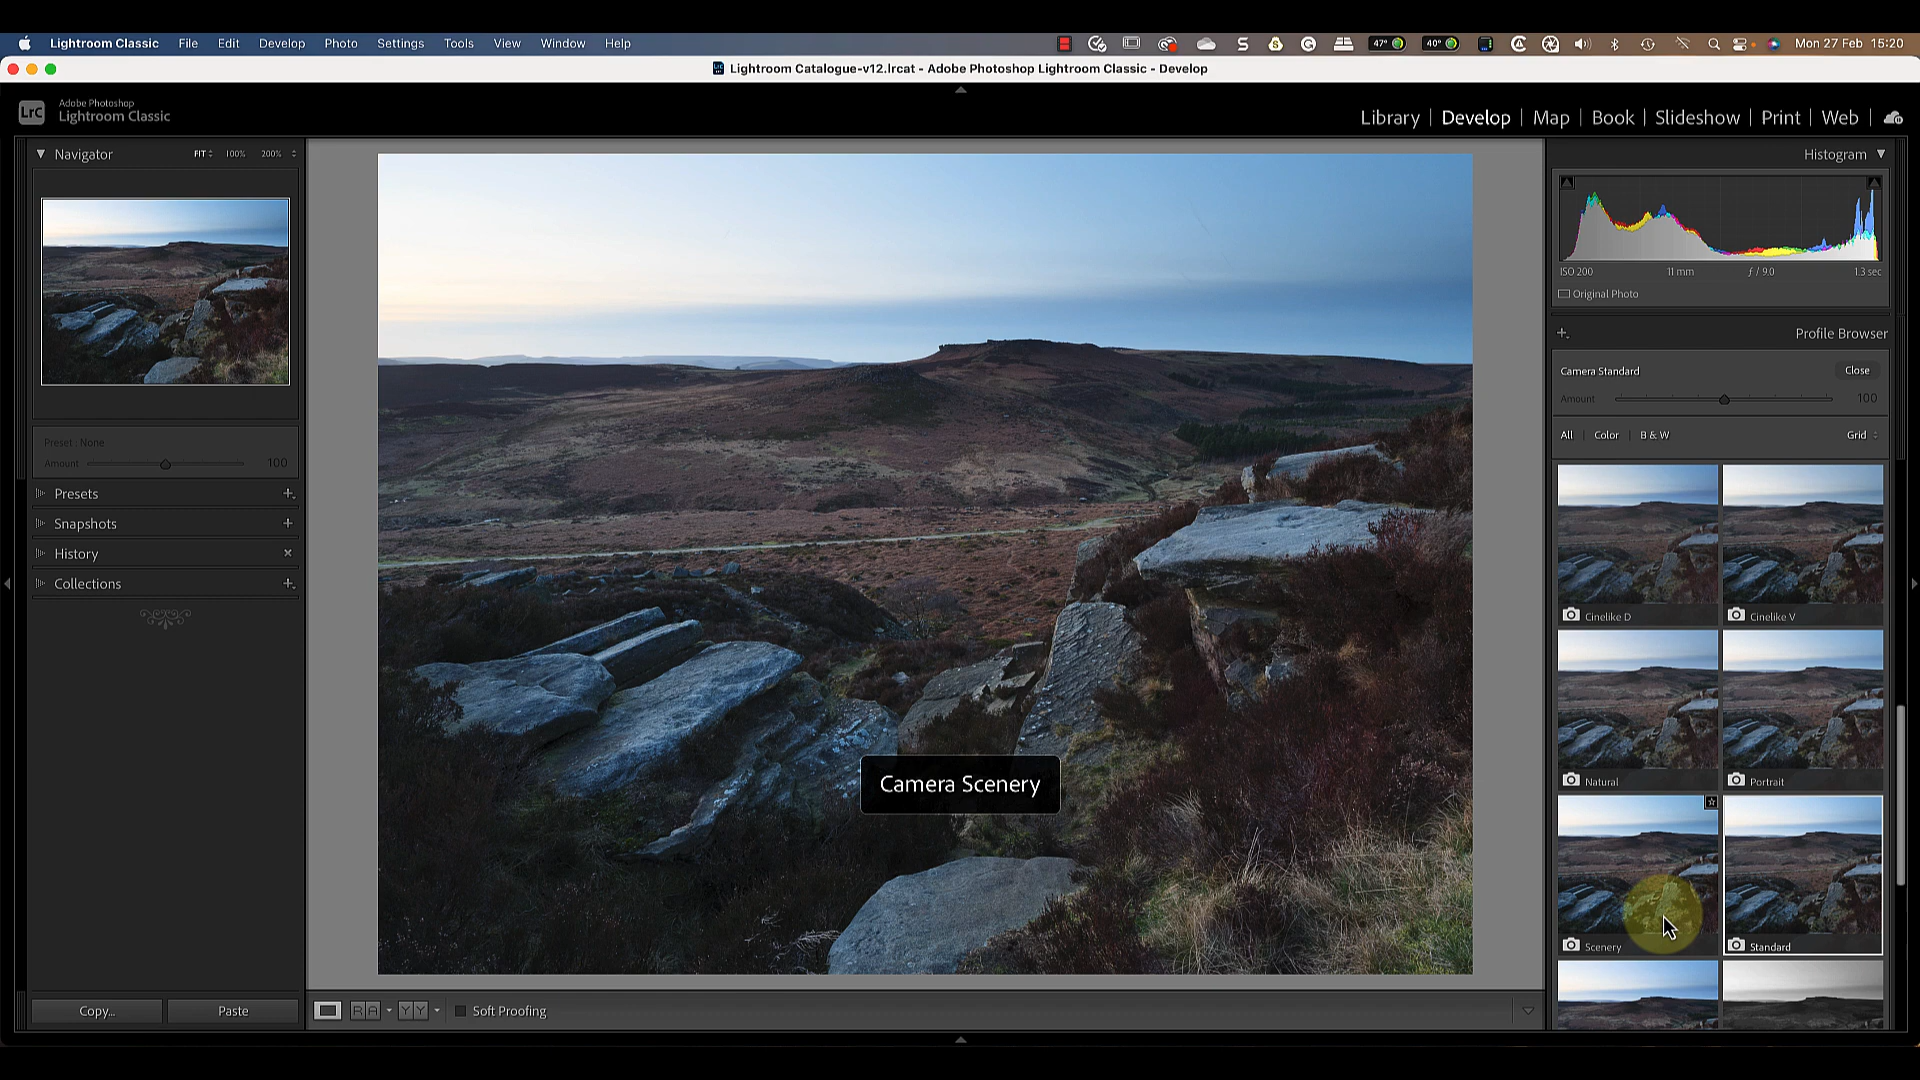 Lightroom Classic File Edit Develop Photo Settings Tools View Window Help 47° 40° Mon 27 Feb 15:20
Lightroom Catalogue-v12.lrcat - Adobe Photoshop Lightroom Classic - Develop
LrC Adobe Photoshop
Lightroom Classic
Library | Develop | Map | Book | Slideshow | Print | Web
Navigator FIT 100% 200%
Histogram
ISO 200 11 mm ƒ / 9.0 1.3 sec
Original Photo
Profile Browser
Camera Standard Close
Amount 100
All Color B & W Grid
Preset : None
Amount 100
Presets
Snapshots
History
Collections
Cinelike D Cinelike V
Natural Portrait
Camera Scenery
Scenery Standard
Copy... Paste
R A Y Y Soft Proofing